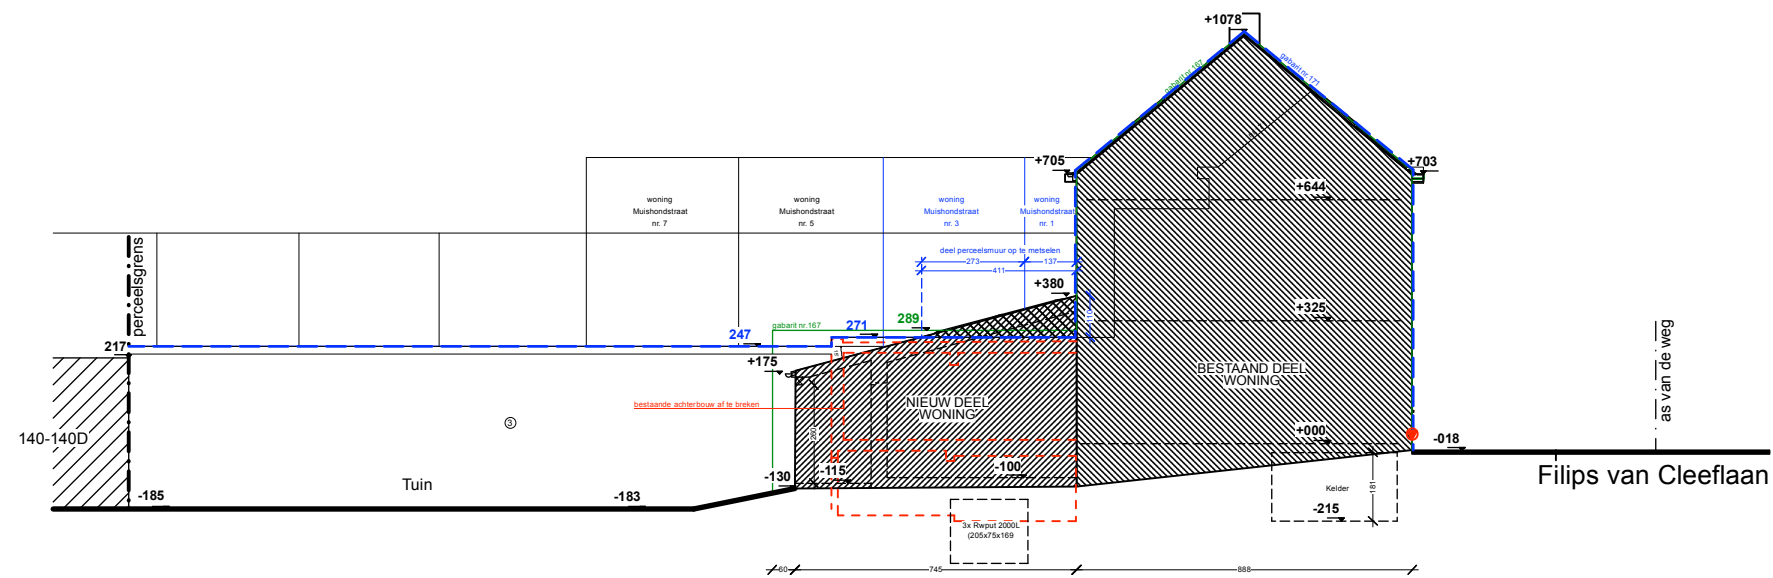 +1078
gabarit nr.167
gabarit nr.171
+705
+703
+644
woning
Muishondstraat
nr. 7
woning
Muishondstraat
nr. 5
woning
Muishondstraat
nr. 3
woning
Muishondstraat
nr. 1
perceelsgrens
deel perceelsmuur op te metselen
273
137
411
+380
+325
289
271
247
gabarit nr.167
217
+175
as van de weg
BESTAAND DEEL
WONING
bestaande achterbouw af te breken
NIEUW DEEL
WONING
3
140-140D
+000
-018
-130
-115
-100
Filips van Cleeflaan
Tuin
-185
-183
Kelder
181
-215
3x Rwput 2000L
(205x75x169
60
745
888